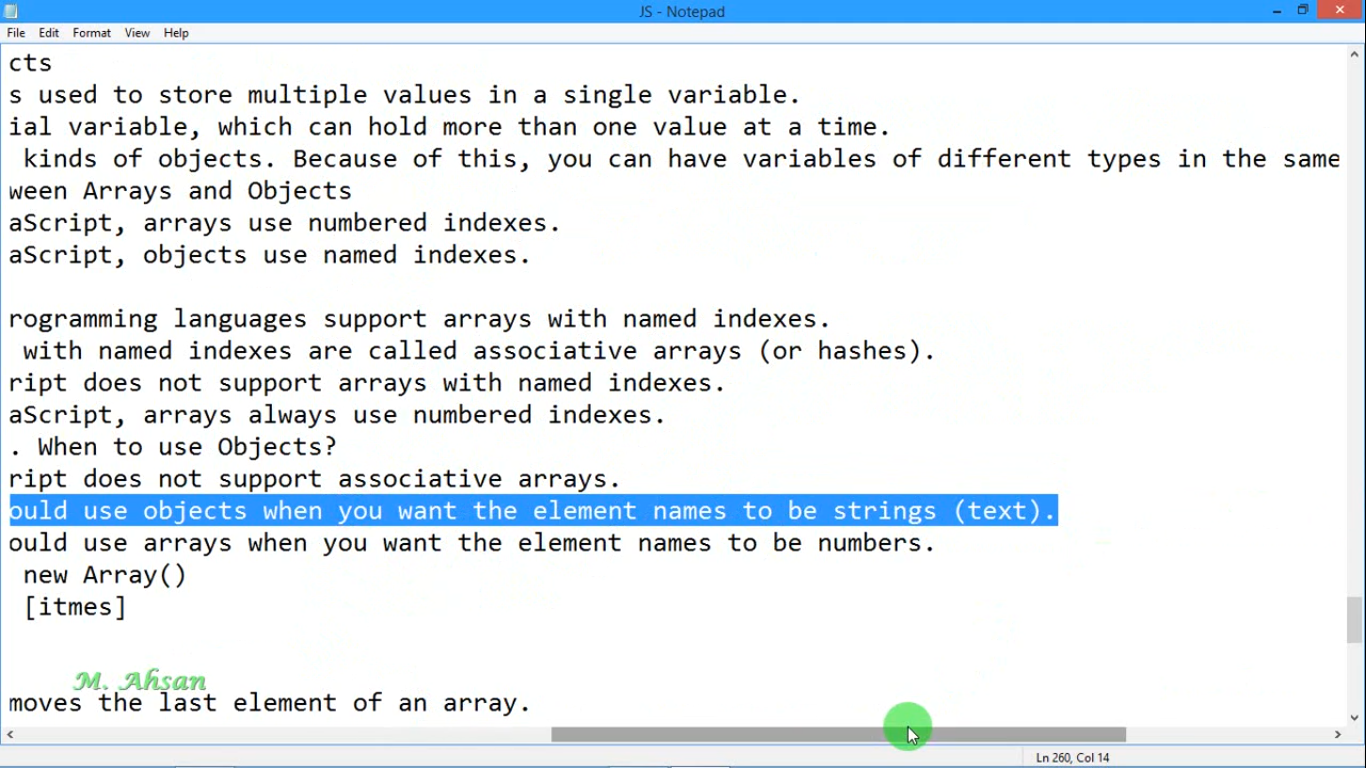 JS - Notepad
File Edit Format View Help
cts
s used to store multiple values in a single variable.
ial variable, which can hold more than one value at a time.
kinds of objects. Because of this, you can have variables of different types in the same
ween Arrays and Objects
aScript, arrays use numbered indexes.
aScript, objects use named indexes.
rogramming languages support arrays with named indexes.
with named indexes are called associative arrays (or hashes).
ript does not support arrays with named indexes.
aScript, arrays always use numbered indexes.
. When to use Objects?
ript does not support associative arrays.
ould use objects when you want the element names to be strings (text).
ould use arrays when you want the element names to be numbers.
new Array()
[itmes]
M. Ahsan
moves the last element of an array.
Ln 260, Col 14